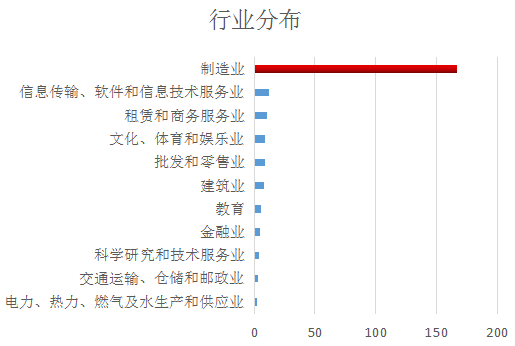 行业分布
制造业
信息传输、软件和信息技术服务业
租赁和商务服务业
文化、体育和娱乐业
批发和零售业
建筑业
教育
金融业
科学研究和技术服务业
交通运输、仓储和邮政业
电力、热力、燃气及水生产和供应业
0 50 100 150 200